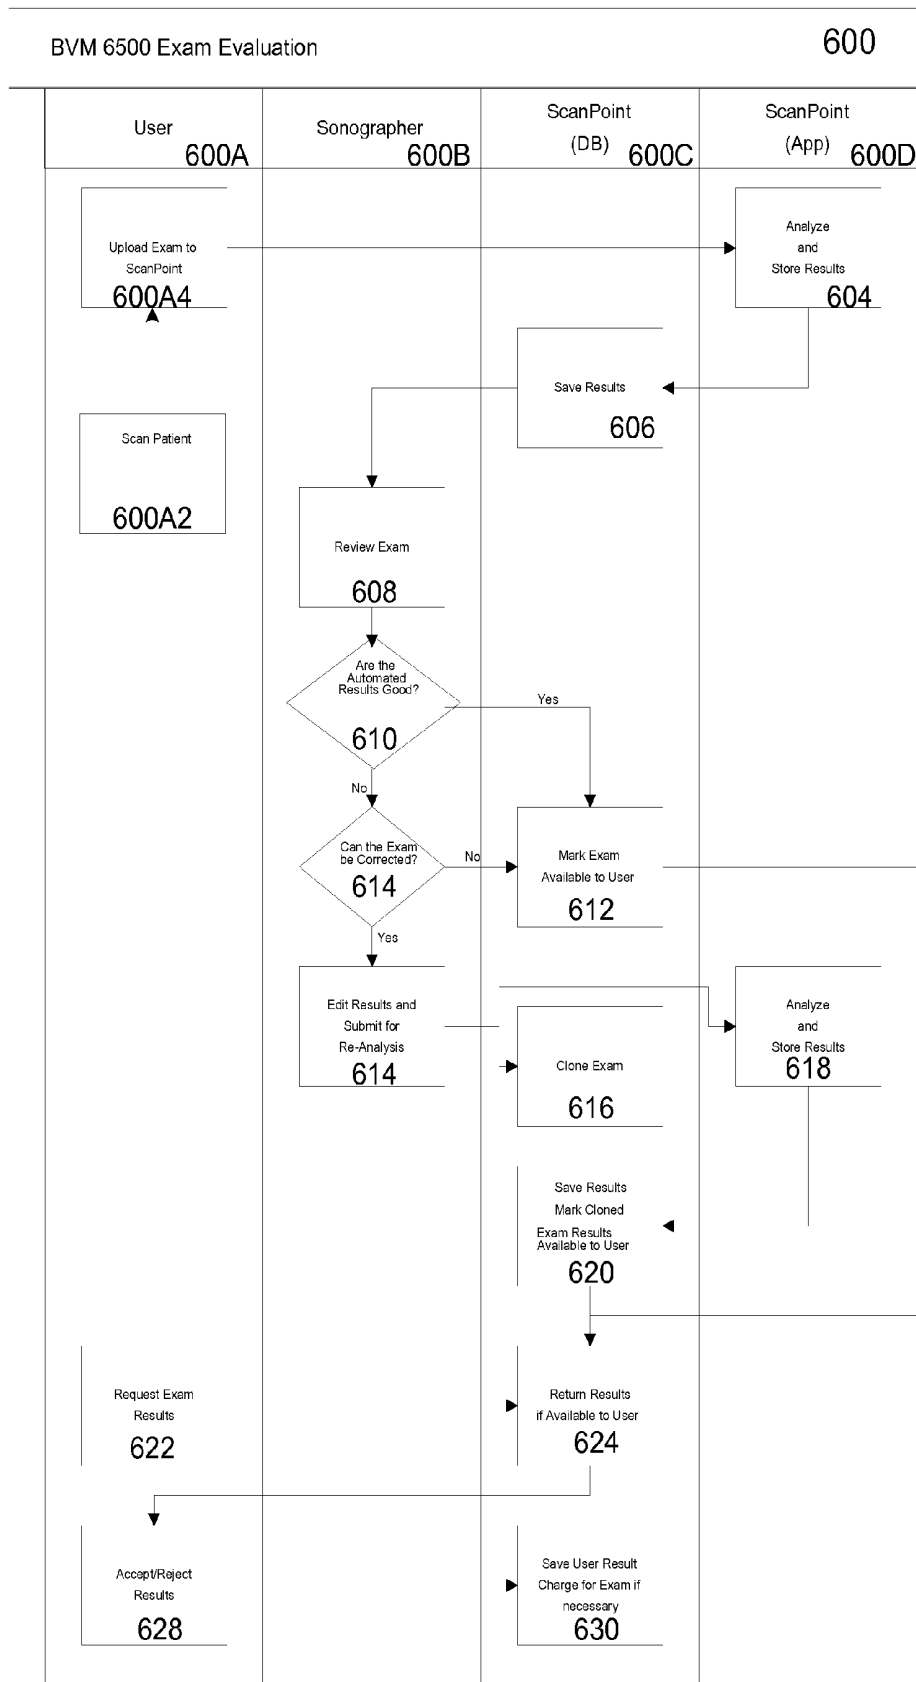 BVM 6500 Exam Evaluation
600
User
600A
Sonographer
600B
ScanPoint
(DB)
600C
ScanPoint
(App)
600D
Upload Exam to
ScanPoint
600A4
Analyze
and
Store Results
604
Save Results
606
Scan Patient
600A2
Review Exam
608
Are the
Automated
Results Good?
610
Yes
No
Can the Exam
be Corrected?
614
No
Mark Exam
Available to User
612
Yes
Edit Results and
Submit for
Re-Analysis
614
Clone Exam
616
Analyze
and
Store Results
618
Save Results
Mark Cloned
Exam Results
Available to User
620
Request Exam
Results
622
Return Results
if Available to User
624
Accept/Reject
Results
628
Save User Result
Charge for Exam if
necessary
630